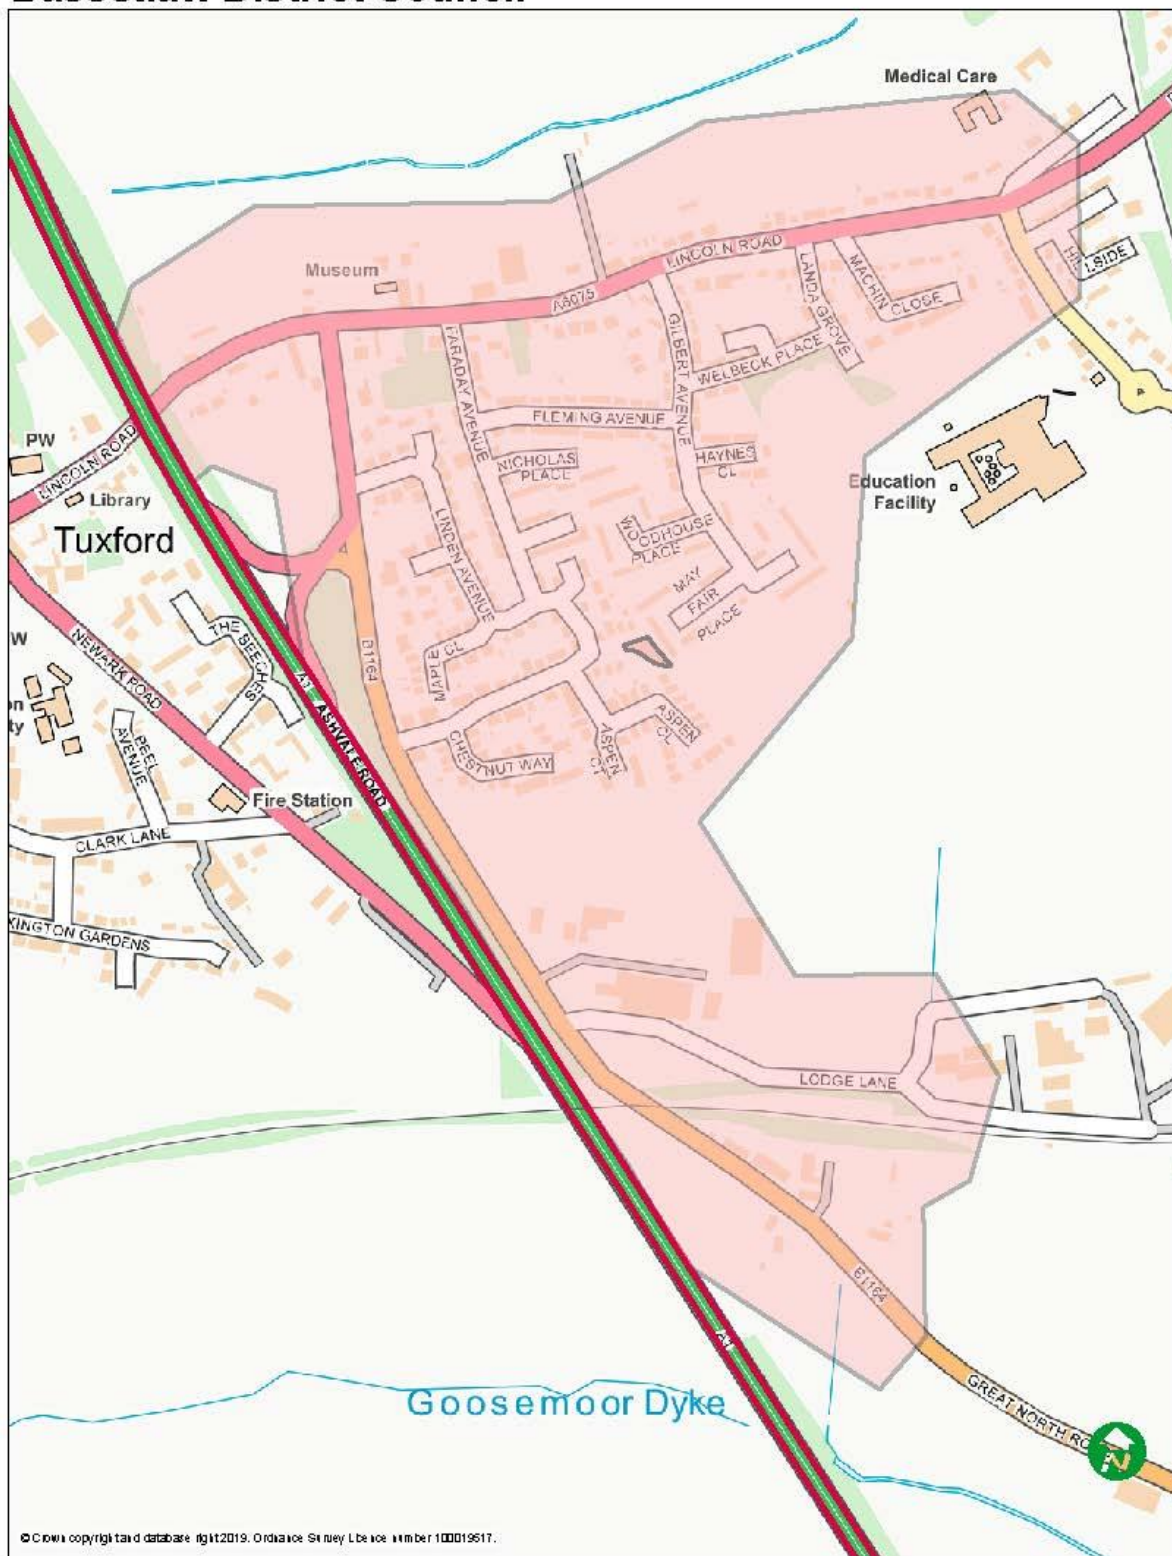 Medical Care
LINCOLN ROAD
A6075
Museum
HILLSIDE
MACHIN
CLOSE
LANDA GROVE
GILBERT AVENUE
WELBECK PLACE
FARADAY AVENUE
FLEMING AVENUE
PW
LINCOLN ROAD
Library
Tuxford
NICHOLAS
PLACE
HAYNES
CL
Education
Facility
LINDEN AVENUE
WOODHOUSE
PLACE
MAY
FAIR
PLACE
THE BEECHES
NEWARK ROAD
B1164
MAPLE
CL
A1
ASHVALE ROAD
ASPEN
CL
ASPEN
CT
CHESTNUT WAY
PEEL
AVENUE
Fire Station
CLARK LANE
XINGTON GARDENS
LODGE LANE
B1164
A1
Goosemoor Dyke
GREAT NORTH RO
N
© Crown copyright and database right 2019. Ordnance Survey Licence number 100019517.